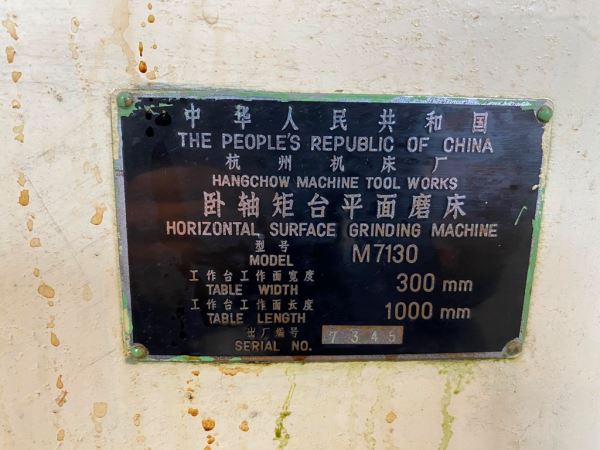 中华人民共和国
THE PEOPLE'S REPUBLIC OF CHINA
杭州机床厂
HANGCHOW MACHINE TOOL WORKS
卧轴矩台平面磨床
HORIZONTAL SURFACE GRINDING MACHINE
型号
MODEL M7130
工作台工作面宽度
TABLE WIDTH 300 mm
工作台工作面长度
TABLE LENGTH 1000 mm
出厂编号
SERIAL NO. 7345